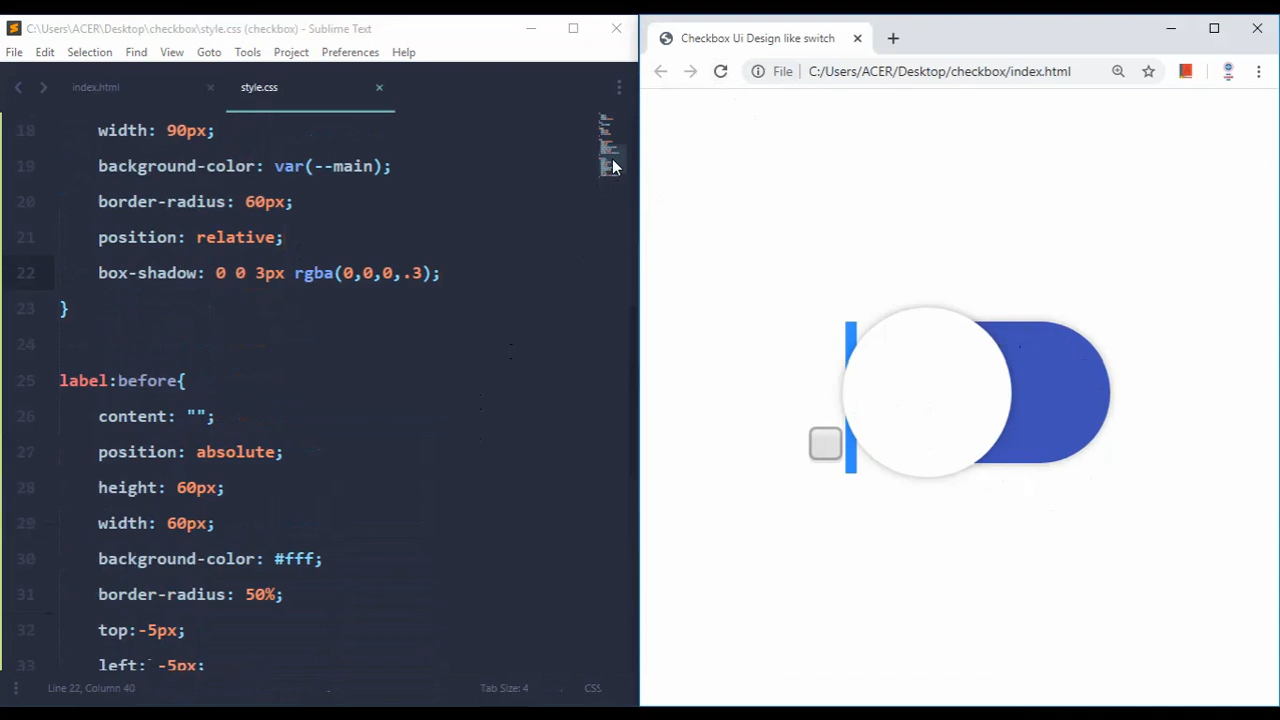 C:\Users\ACER\Desktop\checkbox\style.css (checkbox) - Sublime Text
File Edit Selection Find View Goto Tools Project Preferences Help
index.html style.css
18 width: 90px;
19 background-color: var(--main);
20 border-radius: 60px;
21 position: relative;
22 box-shadow: 0 0 3px rgba(0,0,0,.3);
23 }
24
25 label:before{
26 content: "";
27 position: absolute;
28 height: 60px;
29 width: 60px;
30 background-color: #fff;
31 border-radius: 50%;
32 top:-5px;
33 left: -5px;
Line 22, Column 40 Tab Size: 4 CSS
Checkbox Ui Design like switch
File C:/Users/ACER/Desktop/checkbox/index.html